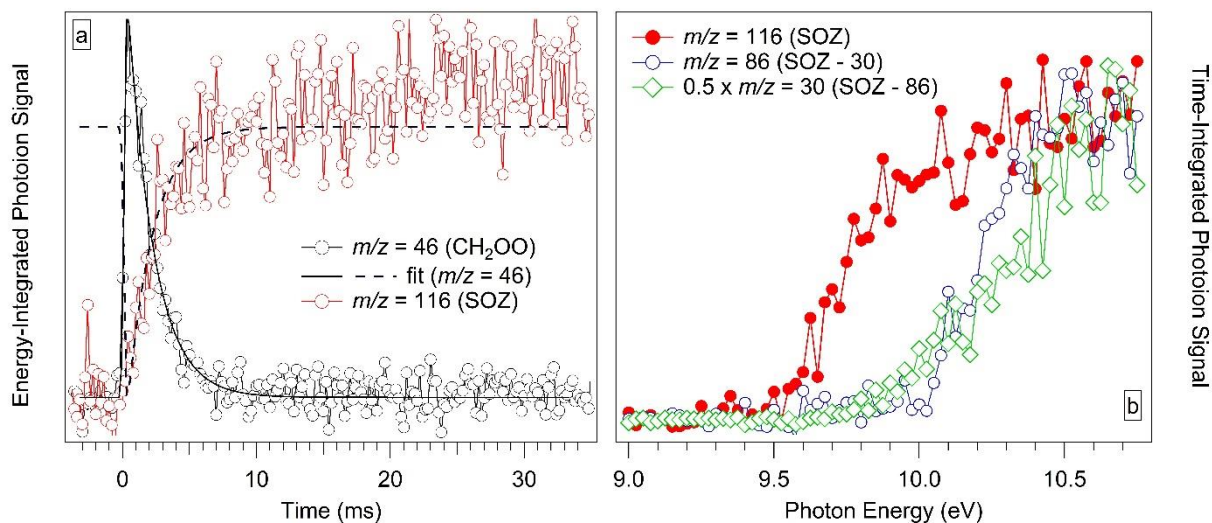 Energy-Integrated Photoion Signal
a
m/z = 46 (CH₂OO)
fit (m/z = 46)
m/z = 116 (SOZ)
0 10 20 30
Time (ms)
m/z = 116 (SOZ)
m/z = 86 (SOZ - 30)
0.5 x m/z = 30 (SOZ - 86)
b
9.0 9.5 10.0 10.5
Photon Energy (eV)
Time-Integrated Photoion Signal